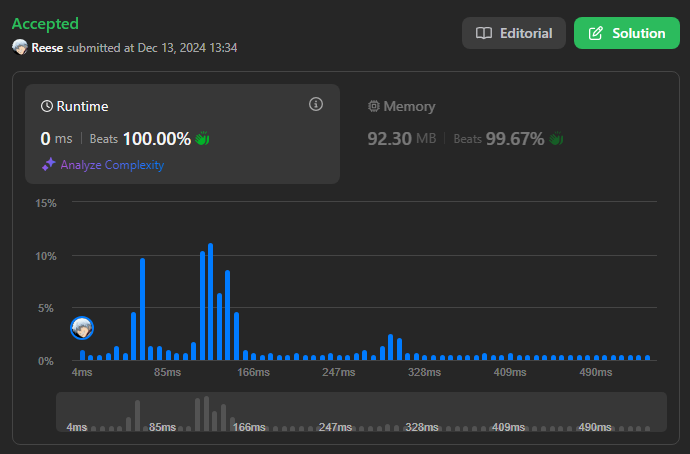 Accepted
Editorial
Solution
Reese submitted at Dec 13, 2024 13:34
Runtime
Memory
0 ms Beats 100.00%
92.30 MB Beats 99.67%
Analyze Complexity
15%
10%
5%
0%
4ms 85ms 166ms 247ms 328ms 409ms 490ms
4ms 85ms 166ms 247ms 328ms 409ms 490ms